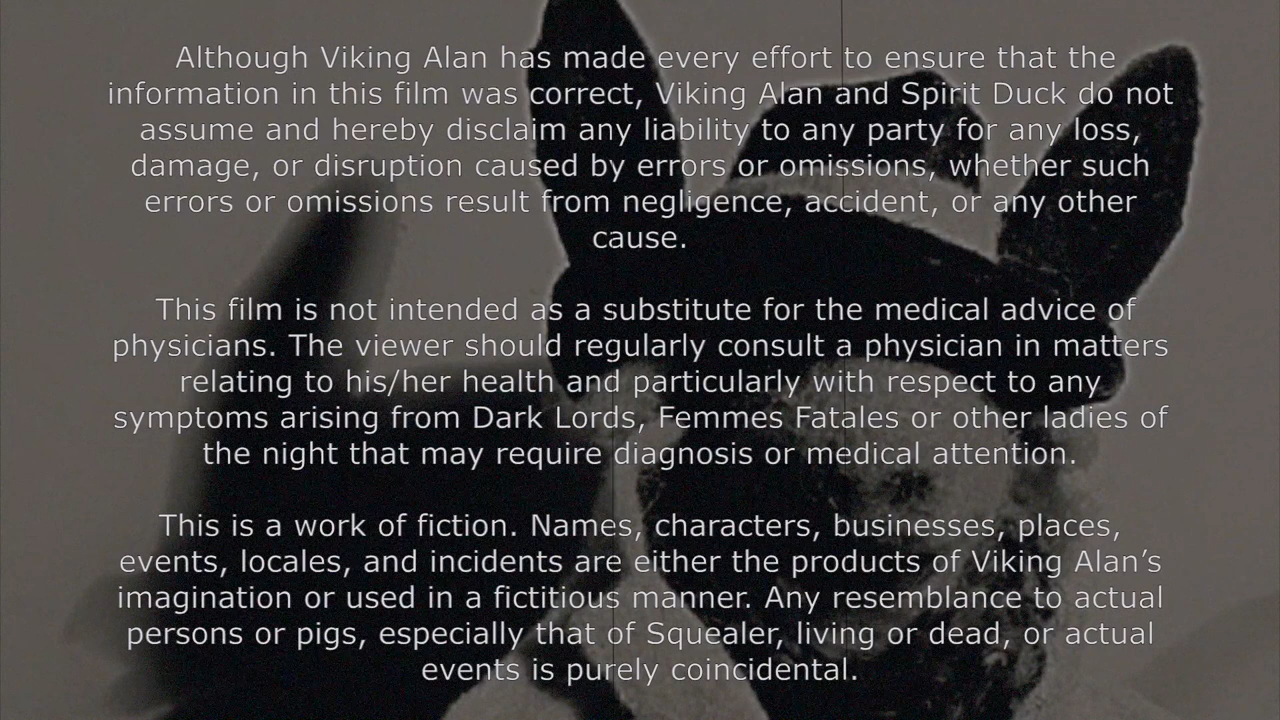 Although Viking Alan has made every effort to ensure that the
information in this film was correct, Viking Alan and Spirit Duck do not
assume and hereby disclaim any liability to any party for any loss,
damage, or disruption caused by errors or omissions, whether such
errors or omissions result from negligence, accident, or any other
cause.
This film is not intended as a substitute for the medical advice of
physicians. The viewer should regularly consult a physician in matters
relating to his/her health and particularly with respect to any
symptoms arising from Dark Lords, Femmes Fatales or other ladies of
the night that may require diagnosis or medical attention.
This is a work of fiction. Names, characters, businesses, places,
events, locales, and incidents are either the products of Viking Alan’s
imagination or used in a fictitious manner. Any resemblance to actual
persons or pigs, especially that of Squealer, living or dead, or actual
events is purely coincidental.